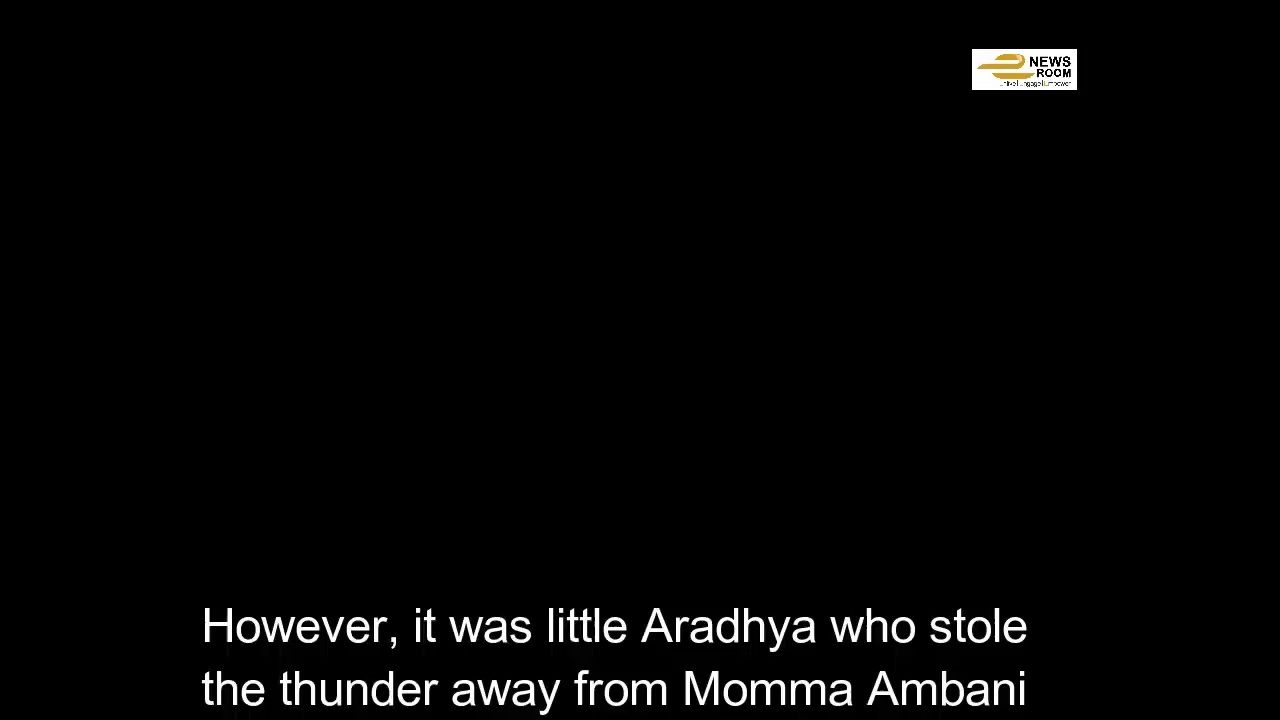 NEWS
ROOM
However, it was little Aradhya who stole
the thunder away from Momma Ambani